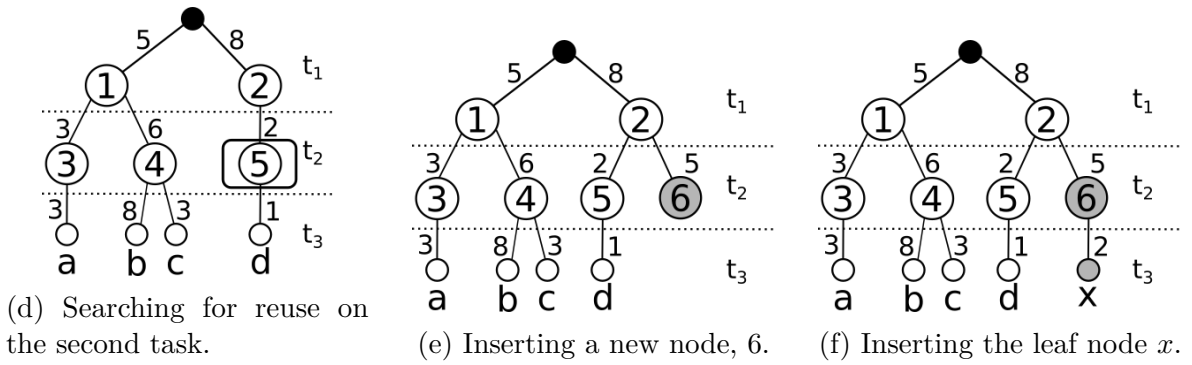 5 8
1 2 t1
3 6 2
3 4 5 t2
3 8 3 1 t3
a b c d
(d) Searching for reuse on
the second task.
5 8
1 2 t1
3 6 2 5
3 4 5 6 t2
3 8 3 1
t3
a b c d
(e) Inserting a new node, 6.
5 8
1 2 t1
3 6 2 5
3 4 5 6 t2
3 8 3 1 2
t3
a b c d x
(f) Inserting the leaf node x.